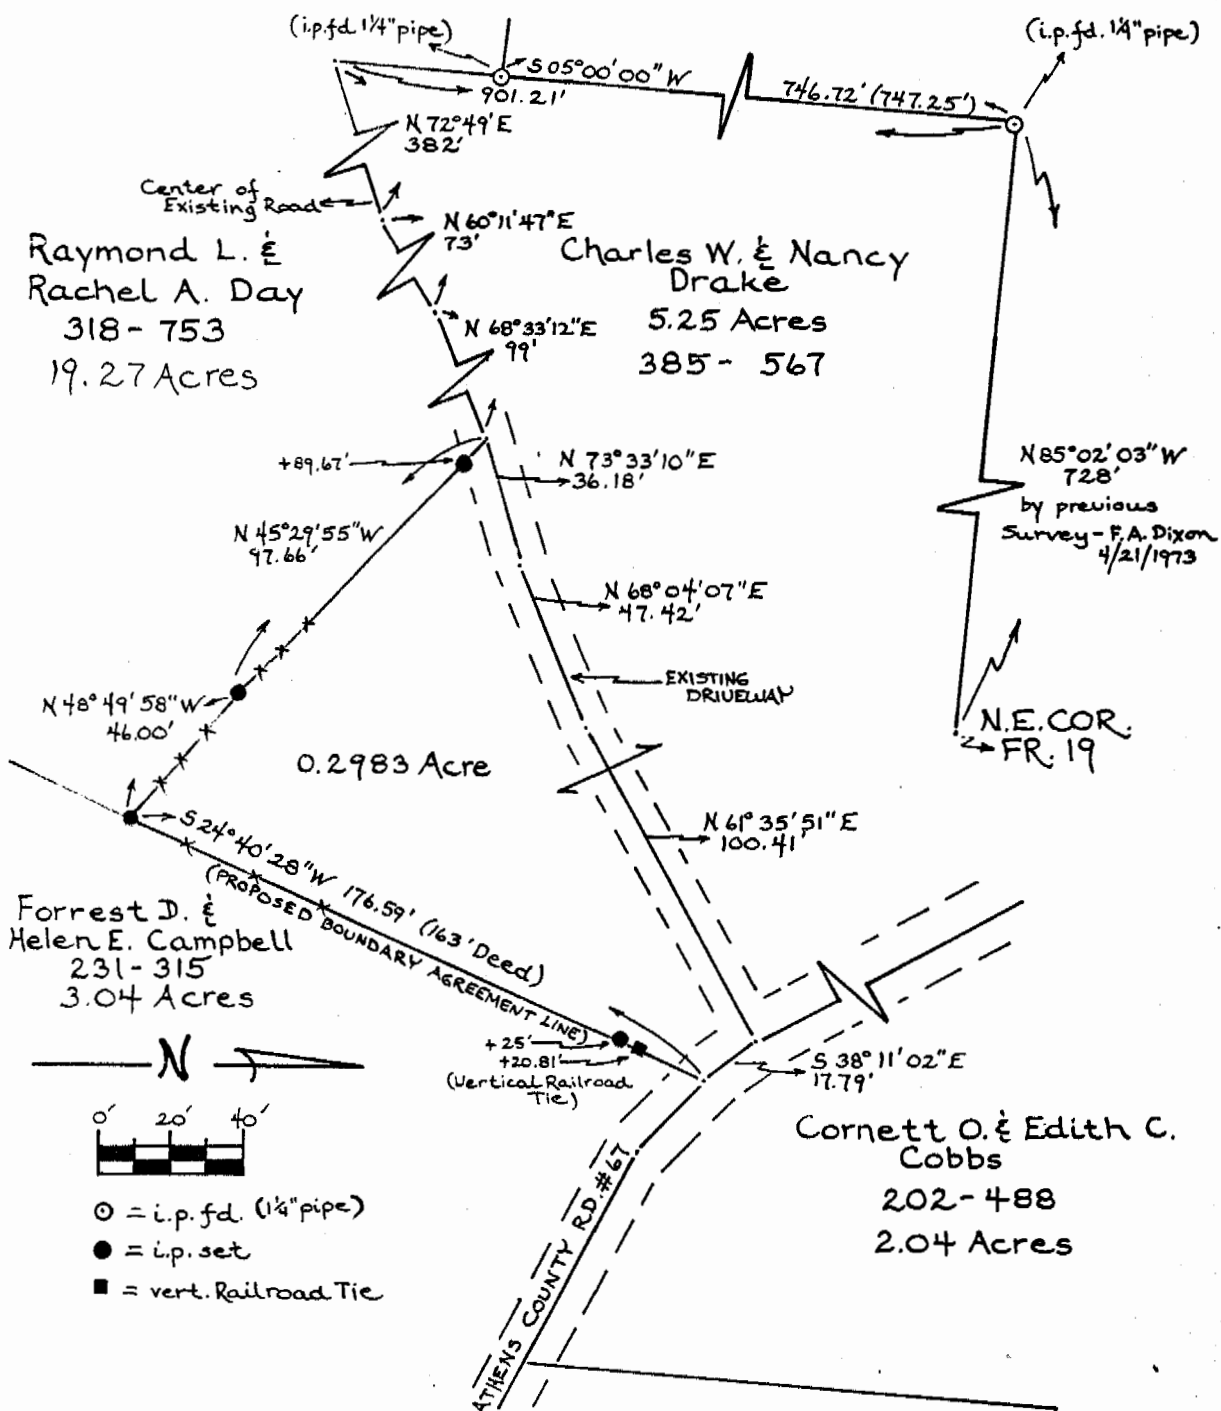 (i.p.fd. 1¼" pipe)
(i.p.fd. 1¼" pipe)
S 05°00'00" W
901.21'
746.72' (747.25')
N 72°49' E
382'
Center of
Existing Road
N 60°11'47" E
73'
Raymond L. &
Rachel A. Day
318 - 753
19.27 Acres
Charles W. & Nancy
Drake
5.25 Acres
385 - 567
N 68°33'12" E
99'
+89.67'
N 73°33'10" E
36.18'
N 85°02'03" W
728'
by previous
Survey - F.A. Dixon
4/21/1973
N 45°29'55" W
97.66'
N 68°04'07" E
47.42'
EXISTING
DRIVEWAY
N 48°49'58" W
46.00'
N.E. COR.
FR. 19
0.2983 Acre
N 61°35'51" E
100.41'
S 24°40'28" W 176.59' (163' Deed)
(PROPOSED BOUNDARY AGREEMENT LINE)
Forrest D. &
Helen E. Campbell
231 - 315
3.04 Acres
+25'
+20.81'
(Vertical Railroad
Tie)
S 38°11'02" E
17.79'
N
0' 20' 40'
Cornett O. & Edith C.
Cobbs
202 - 488
2.04 Acres
= i.p. fd. (1¼" pipe)
= i.p. set
= vert. Railroad Tie
ATHENS COUNTY RD. #67